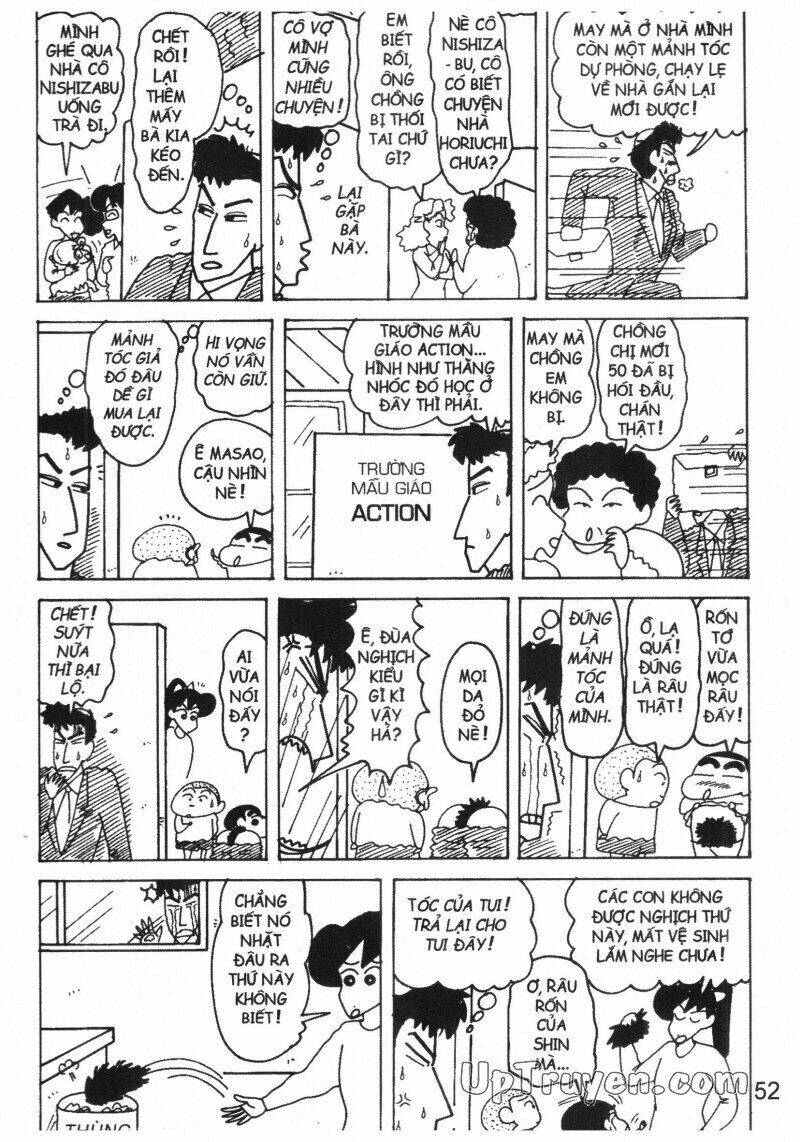 MAY MÀ Ở NHÀ MÌNH
CÒN MỘT MẢNH TÓC
DỰ PHÒNG, CHẠY LẸ
VỀ NHÀ GẮN LẠI
MỚI ĐƯỢC!
NÈ CÔ
NISHIZA
- BU, CÔ
CÓ BIẾT
CHUYỆN
NHÀ
HORIUCHI
CHƯA?
EM
BIẾT
RỒI,
ÔNG
CHỒNG
BỊ THỐI
TAI CHỨ
GÌ?
CÔ VỢ
MÌNH
CŨNG
NHIỀU
CHUYỆN!
LẠI
GẶP
BÀ
NÀY.
CHẾT
RỒI!
LẠI
THÊM
MẤY
BÀ KIA
KÉO
ĐẾN.
MÌNH
GHÉ QUA
NHÀ CÔ
NISHIZABU
UỐNG
TRÀ ĐI.
CHỒNG
CHỊ MỚI
50 ĐÃ BỊ
HÓI ĐẦU,
CHÁN
THẬT!
MAY MÀ
CHỒNG
EM
KHÔNG
BỊ.
TRƯỜNG MẪU
GIÁO ACTION...
HÌNH NHƯ THẰNG
NHÓC ĐÓ HỌC Ở
ĐÂY THÌ PHẢI.
TRƯỜNG
MẪU GIÁO
ACTION
HI VỌNG
NÓ VẪN
CÒN GIỮ.
MẢNH
TÓC GIẢ
ĐÓ ĐÂU
DỄ GÌ
MUA LẠI
ĐƯỢC.
Ê MASAO,
CẬU NHÌN
NÈ!
RỐN
TỚ
VỪA
MỌC
RÂU
ĐẤY!
Ồ, LẠ
QUÁ!
ĐÚNG
LÀ RÂU
THẬT!
ĐÚNG
LÀ
MẢNH
TÓC
CỦA
MÌNH.
MỌI
DA
ĐỎ
NÈ!
Ê, ĐÙA
NGHỊCH
KIỂU
GÌ KÌ
VẬY
HẢ?
AI
VỪA
NÓI
ĐẤY
?
CHẾT!
SUÝT
NỮA
THÌ BẠI
LỘ.
CÁC CON KHÔNG
ĐƯỢC NGHỊCH THỨ
NÀY, MẤT VỆ SINH
LẮM NGHE CHƯA!
TÓC CỦA TUI!
TRẢ LẠI CHO
TUI ĐÂY!
Ơ, RÂU
RỐN
CỦA
SHIN
MÀ...
CHẲNG
BIẾT NÓ
NHẶT
ĐÂU RA
THỨ NÀY
KHÔNG
BIẾT!
THÙNG
UpTruyen.com
52